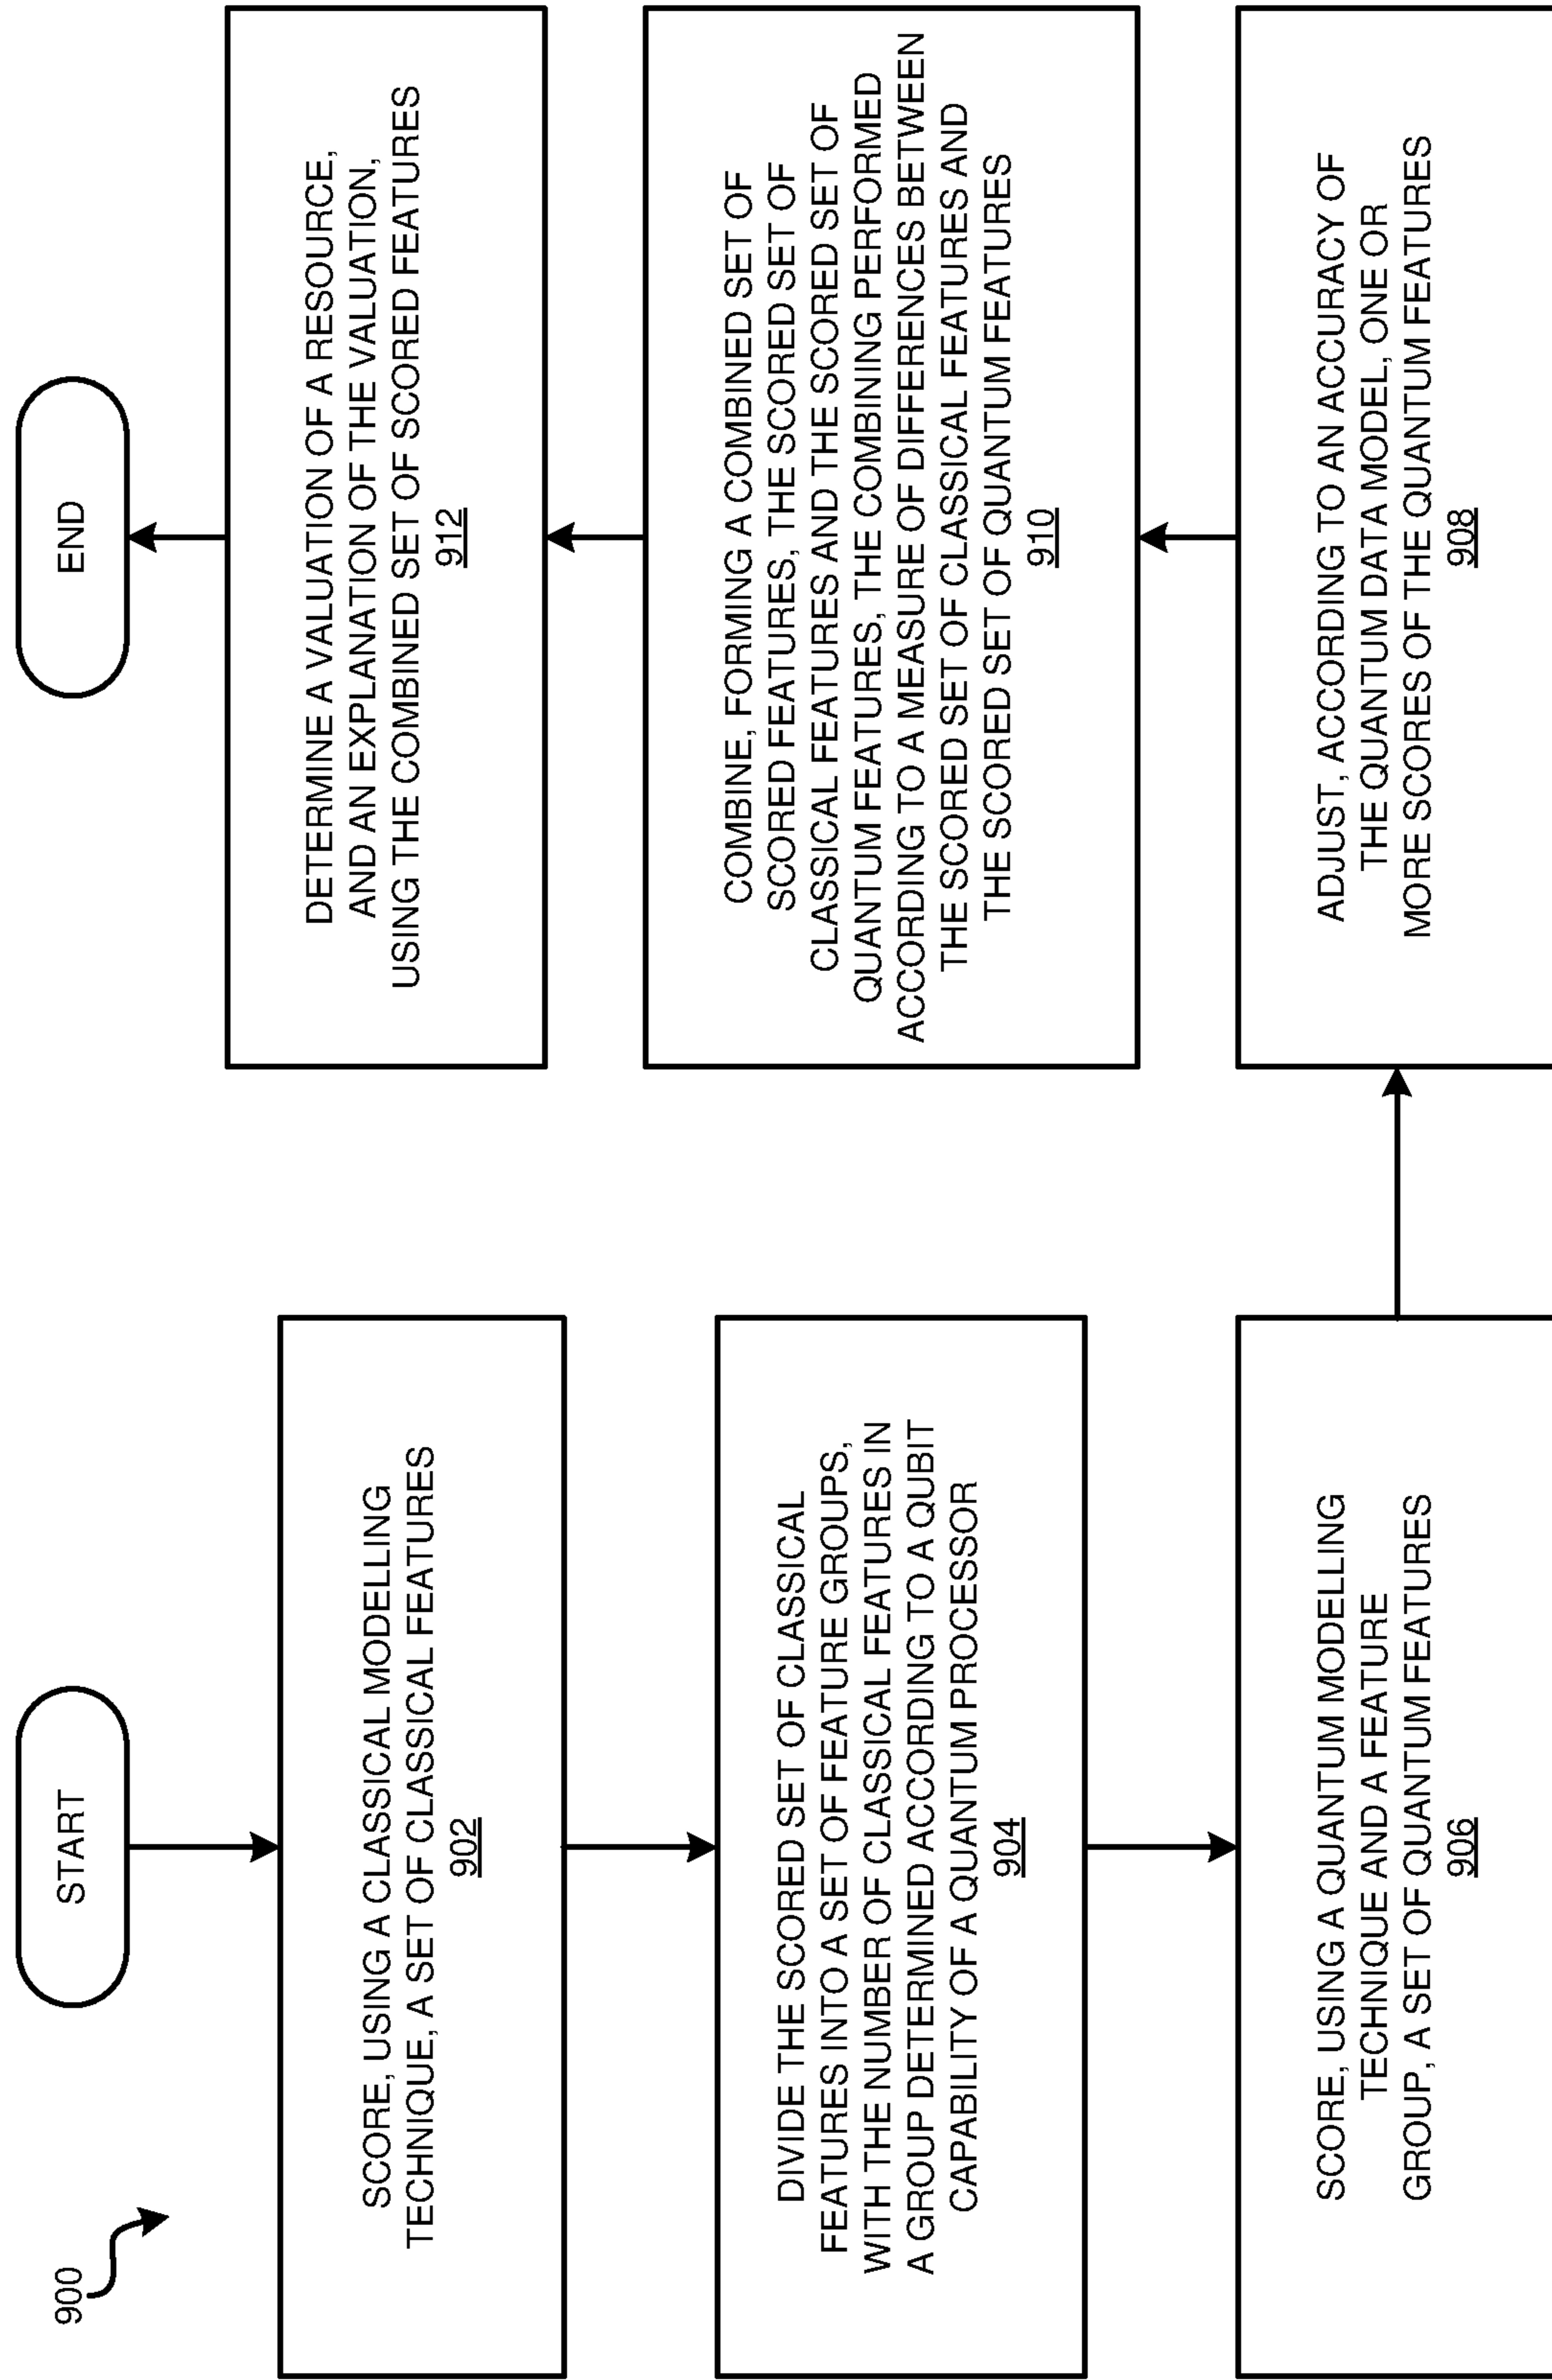 900
START
SCORE, USING A CLASSICAL MODELLING
TECHNIQUE, A SET OF CLASSICAL FEATURES
902
DIVIDE THE SCORED SET OF CLASSICAL
FEATURES INTO A SET OF FEATURE GROUPS,
WITH THE NUMBER OF CLASSICAL FEATURES IN
A GROUP DETERMINED ACCORDING TO A QUBIT
CAPABILITY OF A QUANTUM PROCESSOR
904
SCORE, USING A QUANTUM MODELLING
TECHNIQUE AND A FEATURE
GROUP, A SET OF QUANTUM FEATURES
906
ADJUST, ACCORDING TO AN ACCURACY OF
THE QUANTUM DATA MODEL, ONE OR
MORE SCORES OF THE QUANTUM FEATURES
908
COMBINE, FORMING A COMBINED SET OF
SCORED FEATURES, THE SCORED SET OF
CLASSICAL FEATURES AND THE SCORED SET OF
QUANTUM FEATURES, THE COMBINING PERFORMED
ACCORDING TO A MEASURE OF DIFFERENCES BETWEEN
THE SCORED SET OF CLASSICAL FEATURES AND
THE SCORED SET OF QUANTUM FEATURES
910
DETERMINE A VALUATION OF A RESOURCE,
AND AN EXPLANATION OF THE VALUATION,
USING THE COMBINED SET OF SCORED FEATURES
912
END